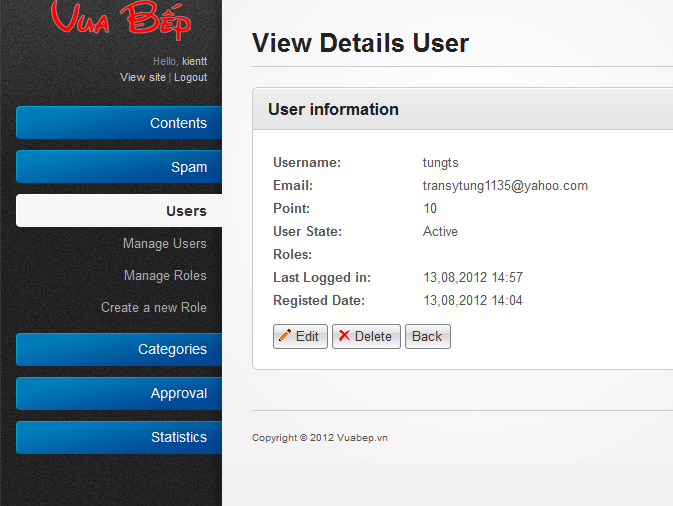 Vua Bếp
Hello, kientt
View site | Logout
Contents
Spam
Users
Manage Users
Manage Roles
Create a new Role
Categories
Approval
Statistics
View Details User
User information
Username: tungts
Email: transytung1135@yahoo.com
Point: 10
User State: Active
Roles:
Last Logged in: 13,08,2012 14:57
Registed Date: 13,08,2012 14:04
Edit Delete Back
Copyright © 2012 Vuabep.vn